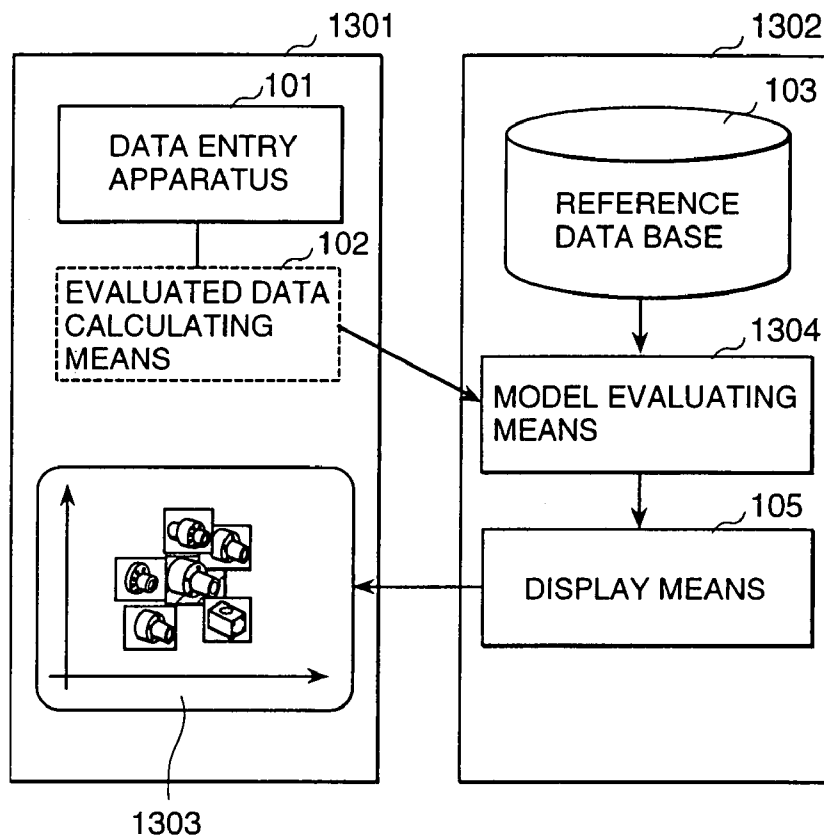 1301
101
DATA ENTRY
APPARATUS
102
EVALUATED DATA
CALCULATING
MEANS
1303
1302
103
REFERENCE
DATA BASE
1304
MODEL EVALUATING
MEANS
105
DISPLAY MEANS